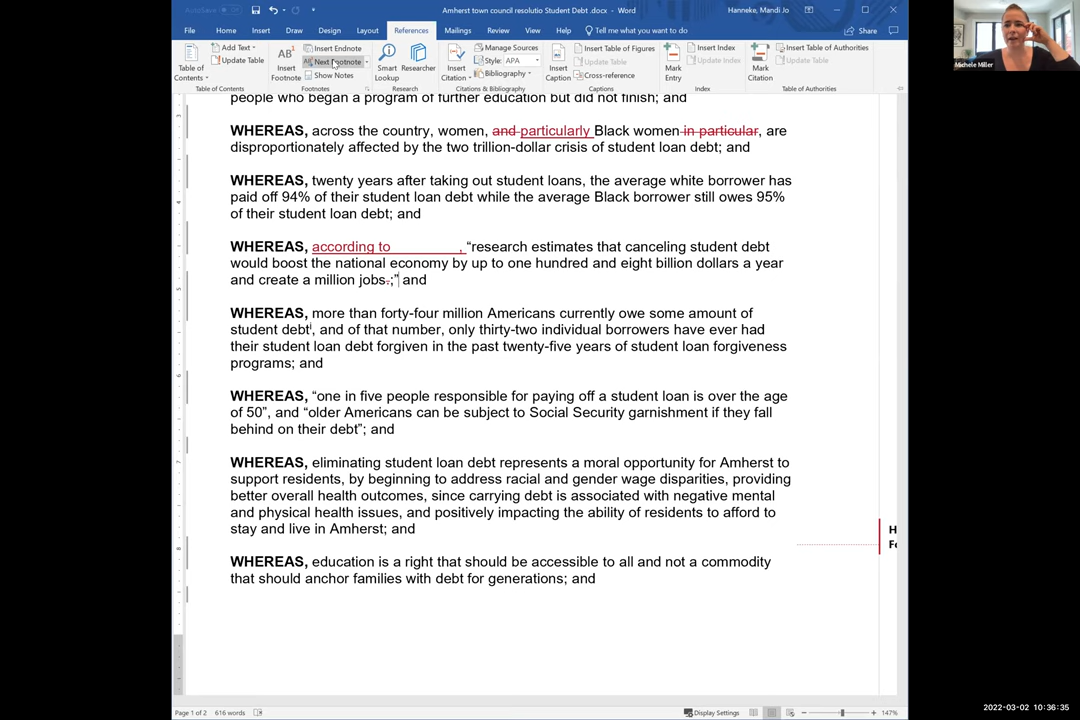 AutoSave Off
Amherst town council resolutio Student Debt .docx - Word
Hanneke, Mandi Jo
File Home Insert Draw Design Layout References Mailings Review View Help Tell me what you want to do
Share
Table of Contents
Add Text
Update Table
Table of Contents
AB1
Insert Footnote
Insert Endnote
Next Footnote
Show Notes
Footnotes
Smart Lookup
Researcher
Research
Insert Citation
Manage Sources
Style: APA
Bibliography
Citations & Bibliography
Insert Caption
Insert Table of Figures
Update Table
Cross-reference
Captions
Mark Entry
Insert Index
Update Index
Index
Mark Citation
Insert Table of Authorities
Update Table
Table of Authorities
Michele Miller
people who began a program of further education but did not finish; and
WHEREAS, across the country, women, and particularly Black women in particular, are
disproportionately affected by the two trillion-dollar crisis of student loan debt; and
WHEREAS, twenty years after taking out student loans, the average white borrower has
paid off 94% of their student loan debt while the average Black borrower still owes 95%
of their student loan debt; and
WHEREAS, according to ________, “research estimates that canceling student debt
would boost the national economy by up to one hundred and eight billion dollars a year
and create a million jobs.;” and
WHEREAS, more than forty-four million Americans currently owe some amount of
student debti, and of that number, only thirty-two individual borrowers have ever had
their student loan debt forgiven in the past twenty-five years of student loan forgiveness
programs; and
WHEREAS, “one in five people responsible for paying off a student loan is over the age
of 50”, and “older Americans can be subject to Social Security garnishment if they fall
behind on their debt”; and
WHEREAS, eliminating student loan debt represents a moral opportunity for Amherst to
support residents, by beginning to address racial and gender wage disparities, providing
better overall health outcomes, since carrying debt is associated with negative mental
and physical health issues, and positively impacting the ability of residents to afford to
stay and live in Amherst; and
H
Fo
WHEREAS, education is a right that should be accessible to all and not a commodity
that should anchor families with debt for generations; and
3
4
6
7
8
Page 1 of 2 616 words
Display Settings
147%
2022-03-02 10:36:35